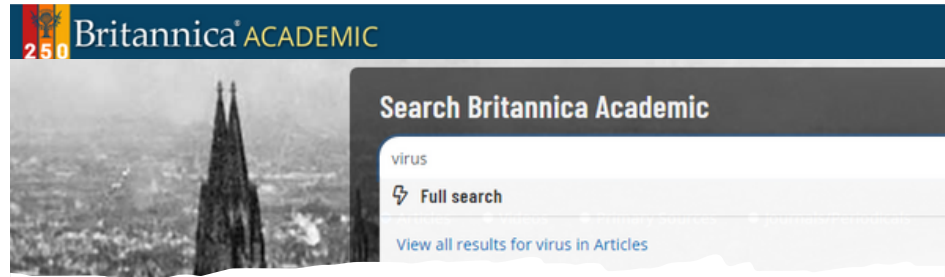 250
Britannica® ACADEMIC
Search Britannica Academic
virus
Full search
View all results for virus in Articles